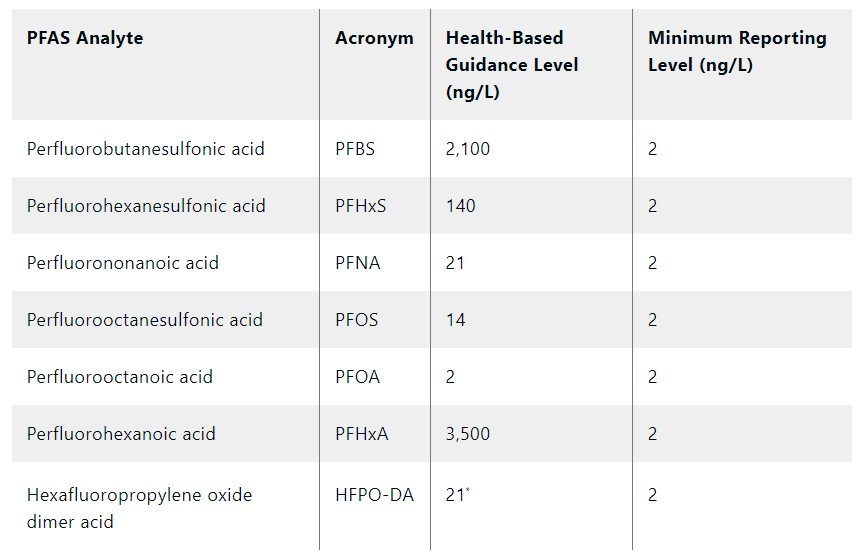 PFAS Analyte Acronym Health-Based Guidance Level (ng/L) Minimum Reporting Level (ng/L)
Perfluorobutanesulfonic acid PFBS 2,100 2
Perfluorohexanesulfonic acid PFHxS 140 2
Perfluorononanoic acid PFNA 21 2
Perfluorooctanesulfonic acid PFOS 14 2
Perfluorooctanoic acid PFOA 2 2
Perfluorohexanoic acid PFHxA 3,500 2
Hexafluoropropylene oxide dimer acid HFPO-DA 21* 2